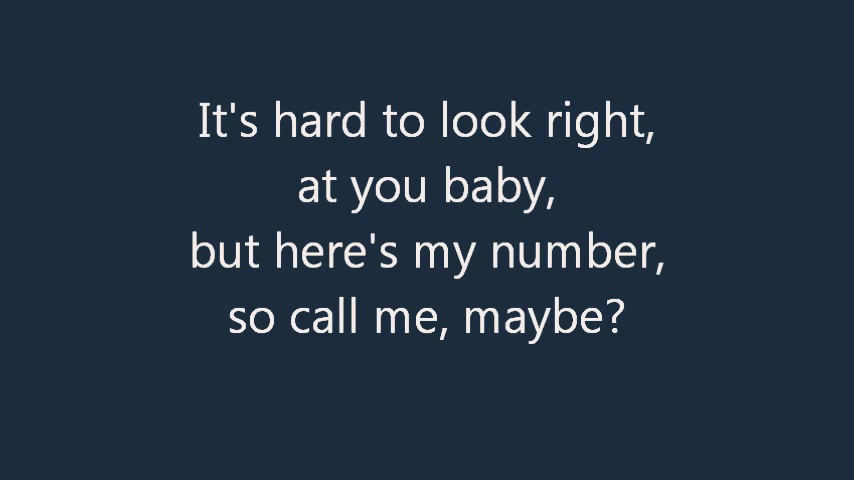 It's hard to look right,
at you baby,
but here's my number,
so call me, maybe?